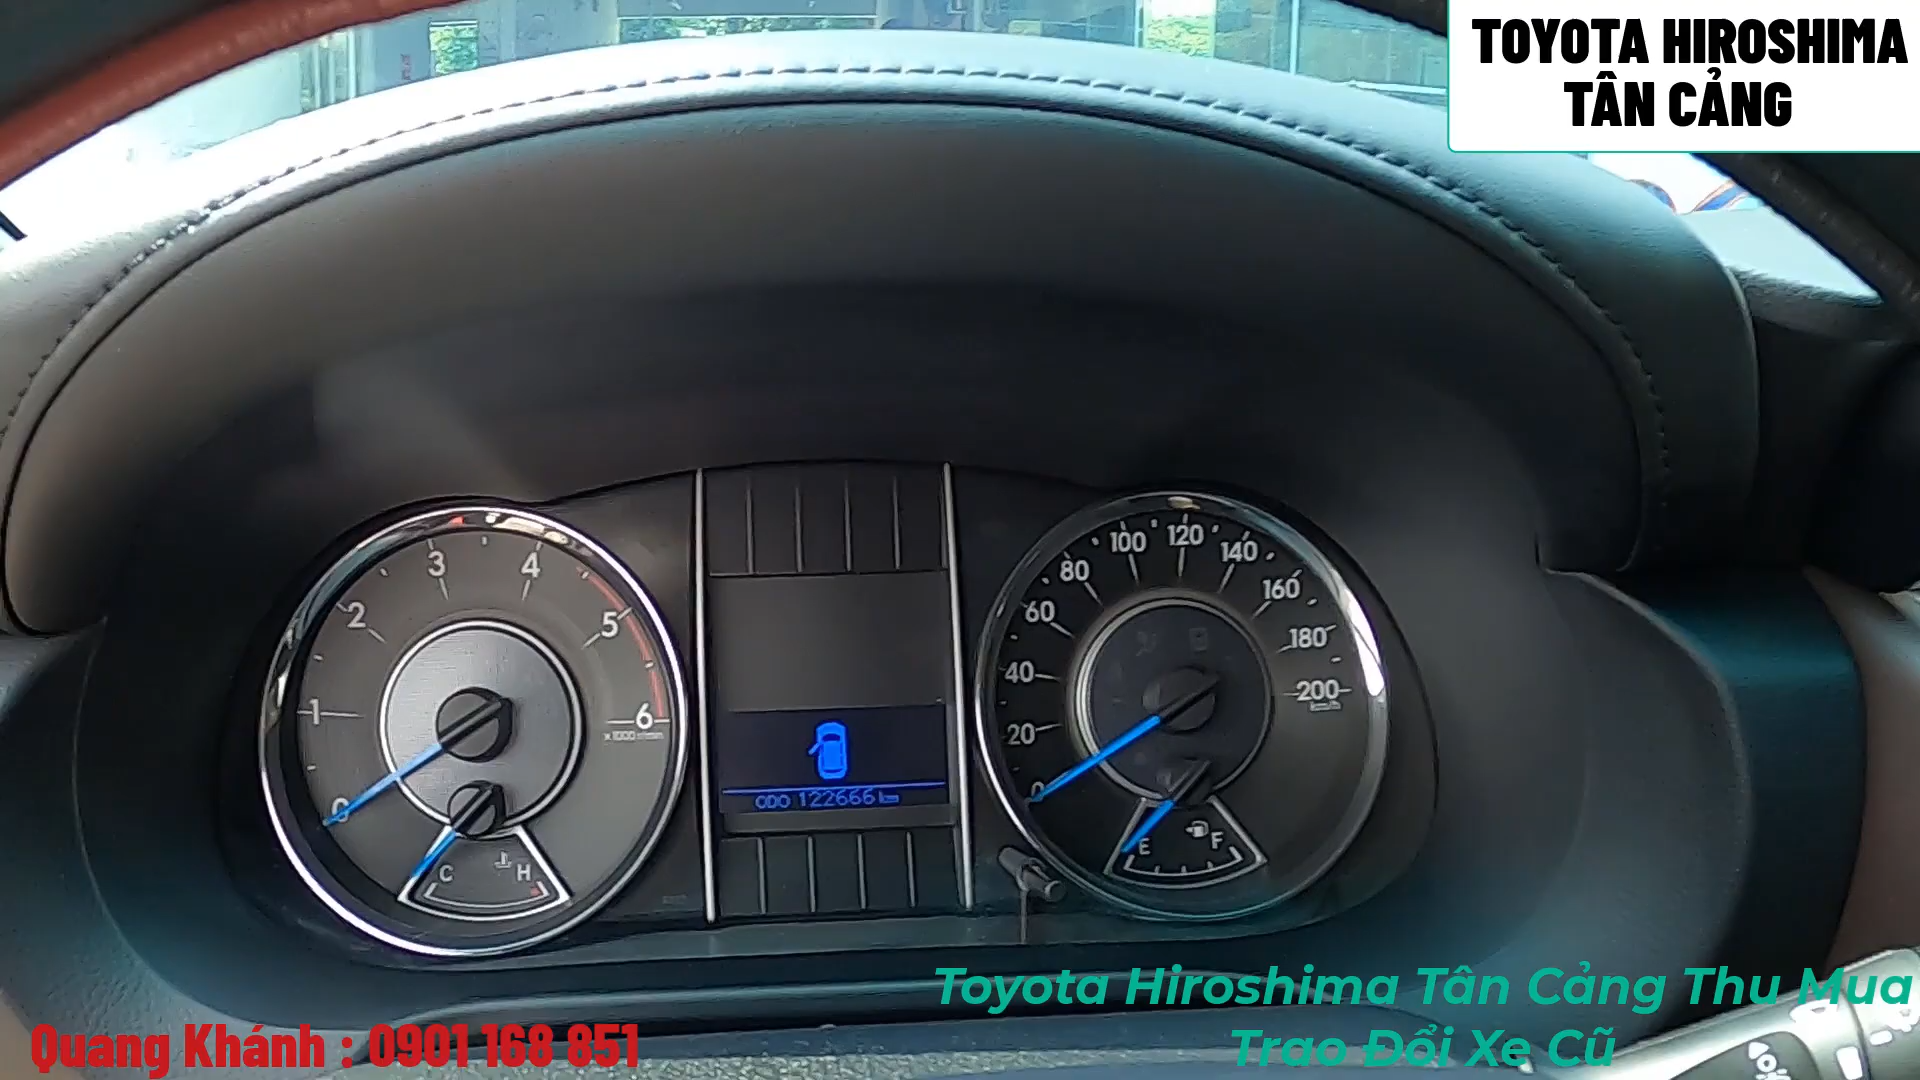 TOYOTA HIROSHIMA
TÂN CẢNG
3
4
2
5
1
6
x1000 r/min
0
C
H
ODO 122666 km
100
120
140
80
160
60
180
40
200
km/h
20
0
E
F
Toyota Hiroshima Tân Cảng Thu Mua
Trao Đổi Xe Cũ
Quang Khánh : 0901 168 851